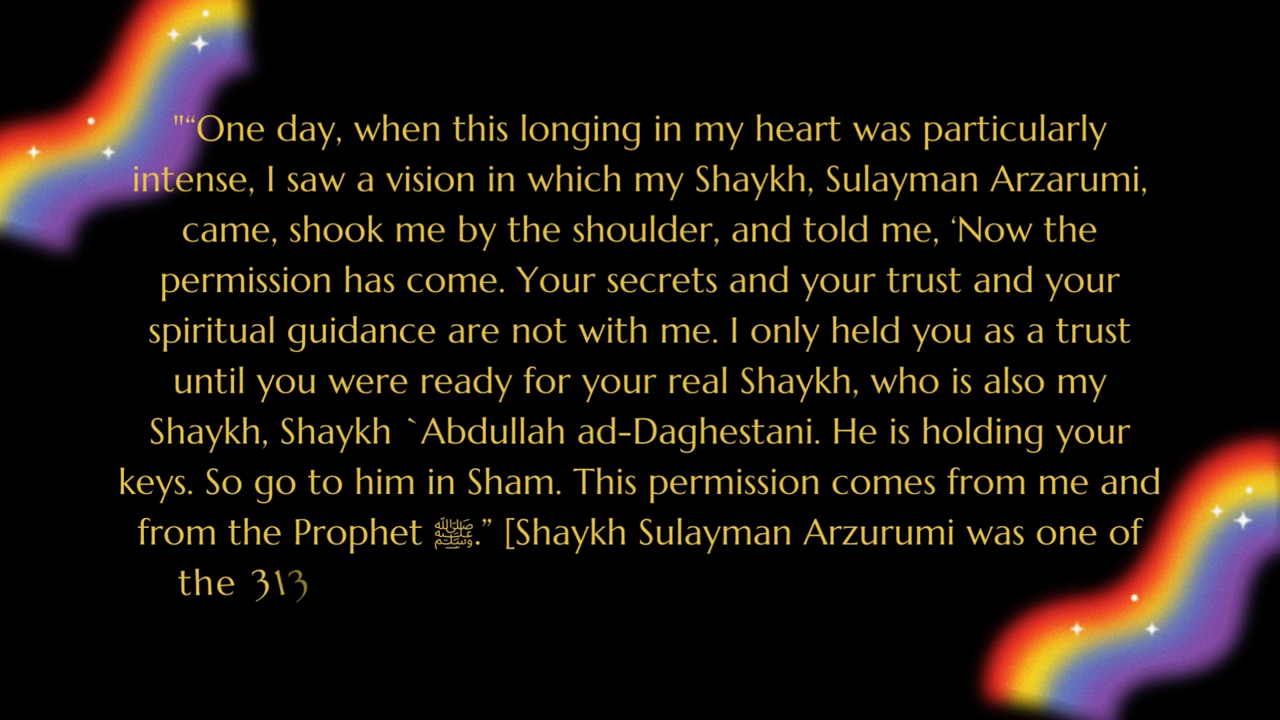 "“One day, when this longing in my heart was particularly
intense, I saw a vision in which my Shaykh, Sulayman Arzarumi,
came, shook me by the shoulder, and told me, ‘Now the
permission has come. Your secrets and your trust and your
spiritual guidance are not with me. I only held you as a trust
until you were ready for your real Shaykh, who is also my
Shaykh, Shaykh `Abdullah ad-Daghestani. He is holding your
keys. So go to him in Sham. This permission comes from me and
from the Prophet ﷺ.” [Shaykh Sulayman Arzurumi was one of
the 313